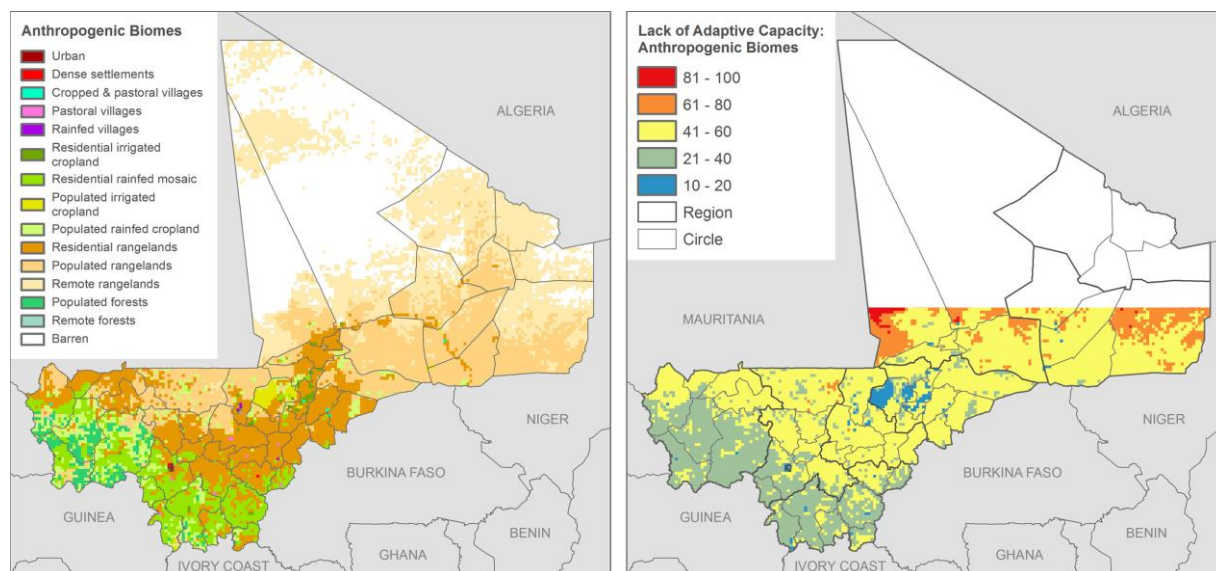 Anthropogenic Biomes
Urban
Dense settlements
Cropped & pastoral villages
Pastoral villages
Rainfed villages
Residential irrigated
cropland
Residential rainfed mosaic
Populated irrigated
cropland
Populated rainfed cropland
Residential rangelands
Populated rangelands
Remote rangelands
Populated forests
Remote forests
Barren
ALGERIA
NIGER
BURKINA FASO
GUINEA
BENIN
GHANA
IVORY COAST
Lack of Adaptive Capacity:
Anthropogenic Biomes
81 - 100
61 - 80
41 - 60
21 - 40
10 - 20
Region
Circle
ALGERIA
MAURITANIA
NIGER
BURKINA FASO
GUINEA
BENIN
GHANA
IVORY COAST